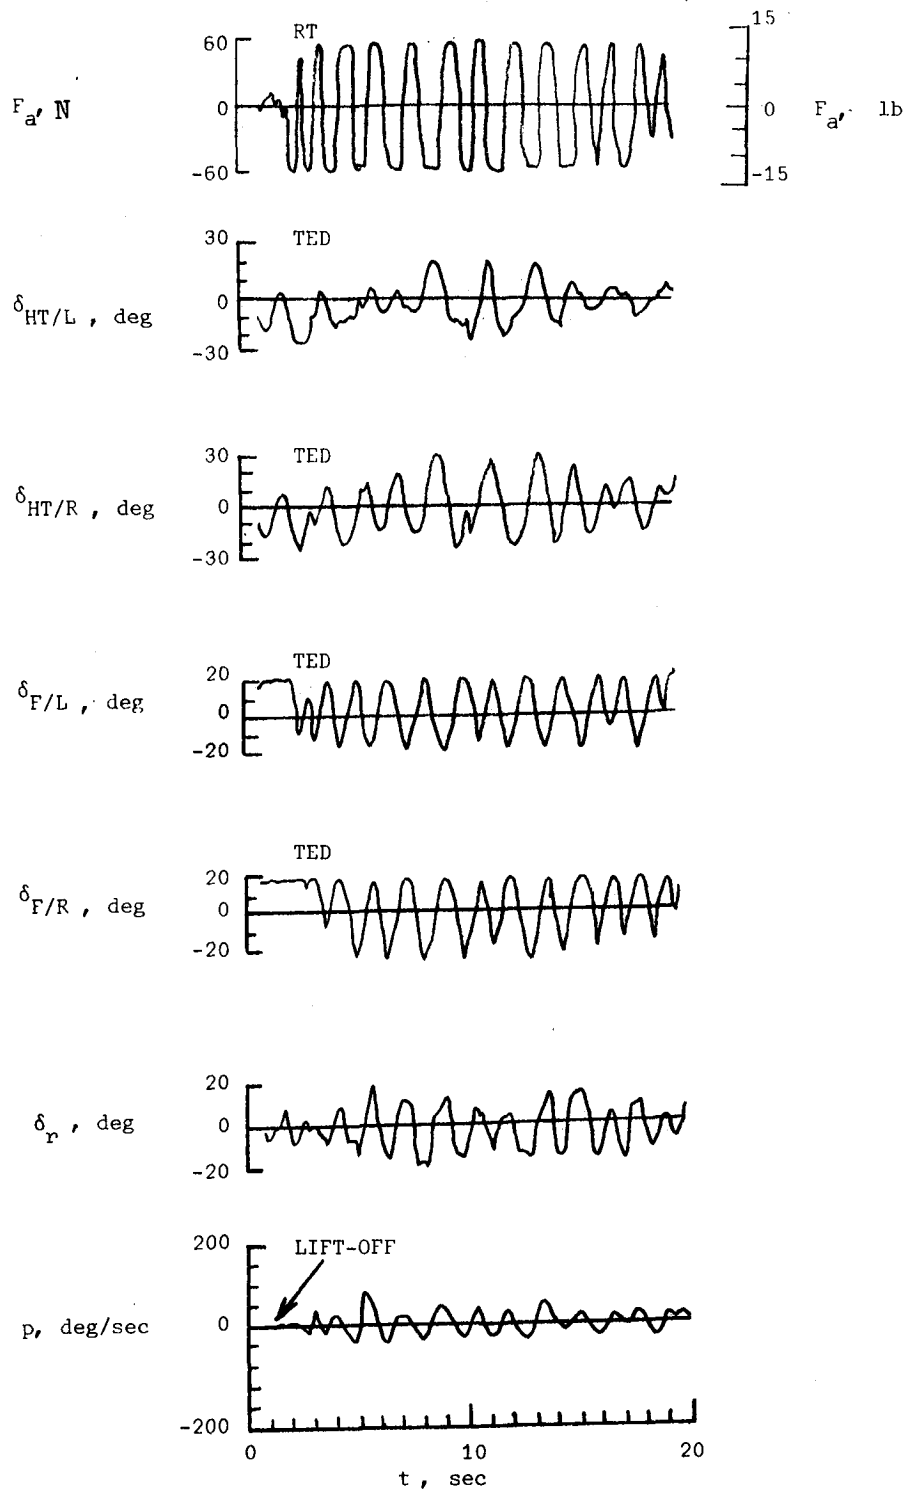 15
60 RT
F_a, N 0 0 F_a, lb
-60 -15
30 TED
0
δ_HT/L , deg
-30
30 TED
δ_HT/R , deg 0
-30
TED
20
δ_F/L , deg 0
-20
TED
20
δ_F/R , deg 0
-20
20
δ_r , deg 0
-20
200 LIFT-OFF
p, deg/sec 0
-200
0 10 20
t , sec